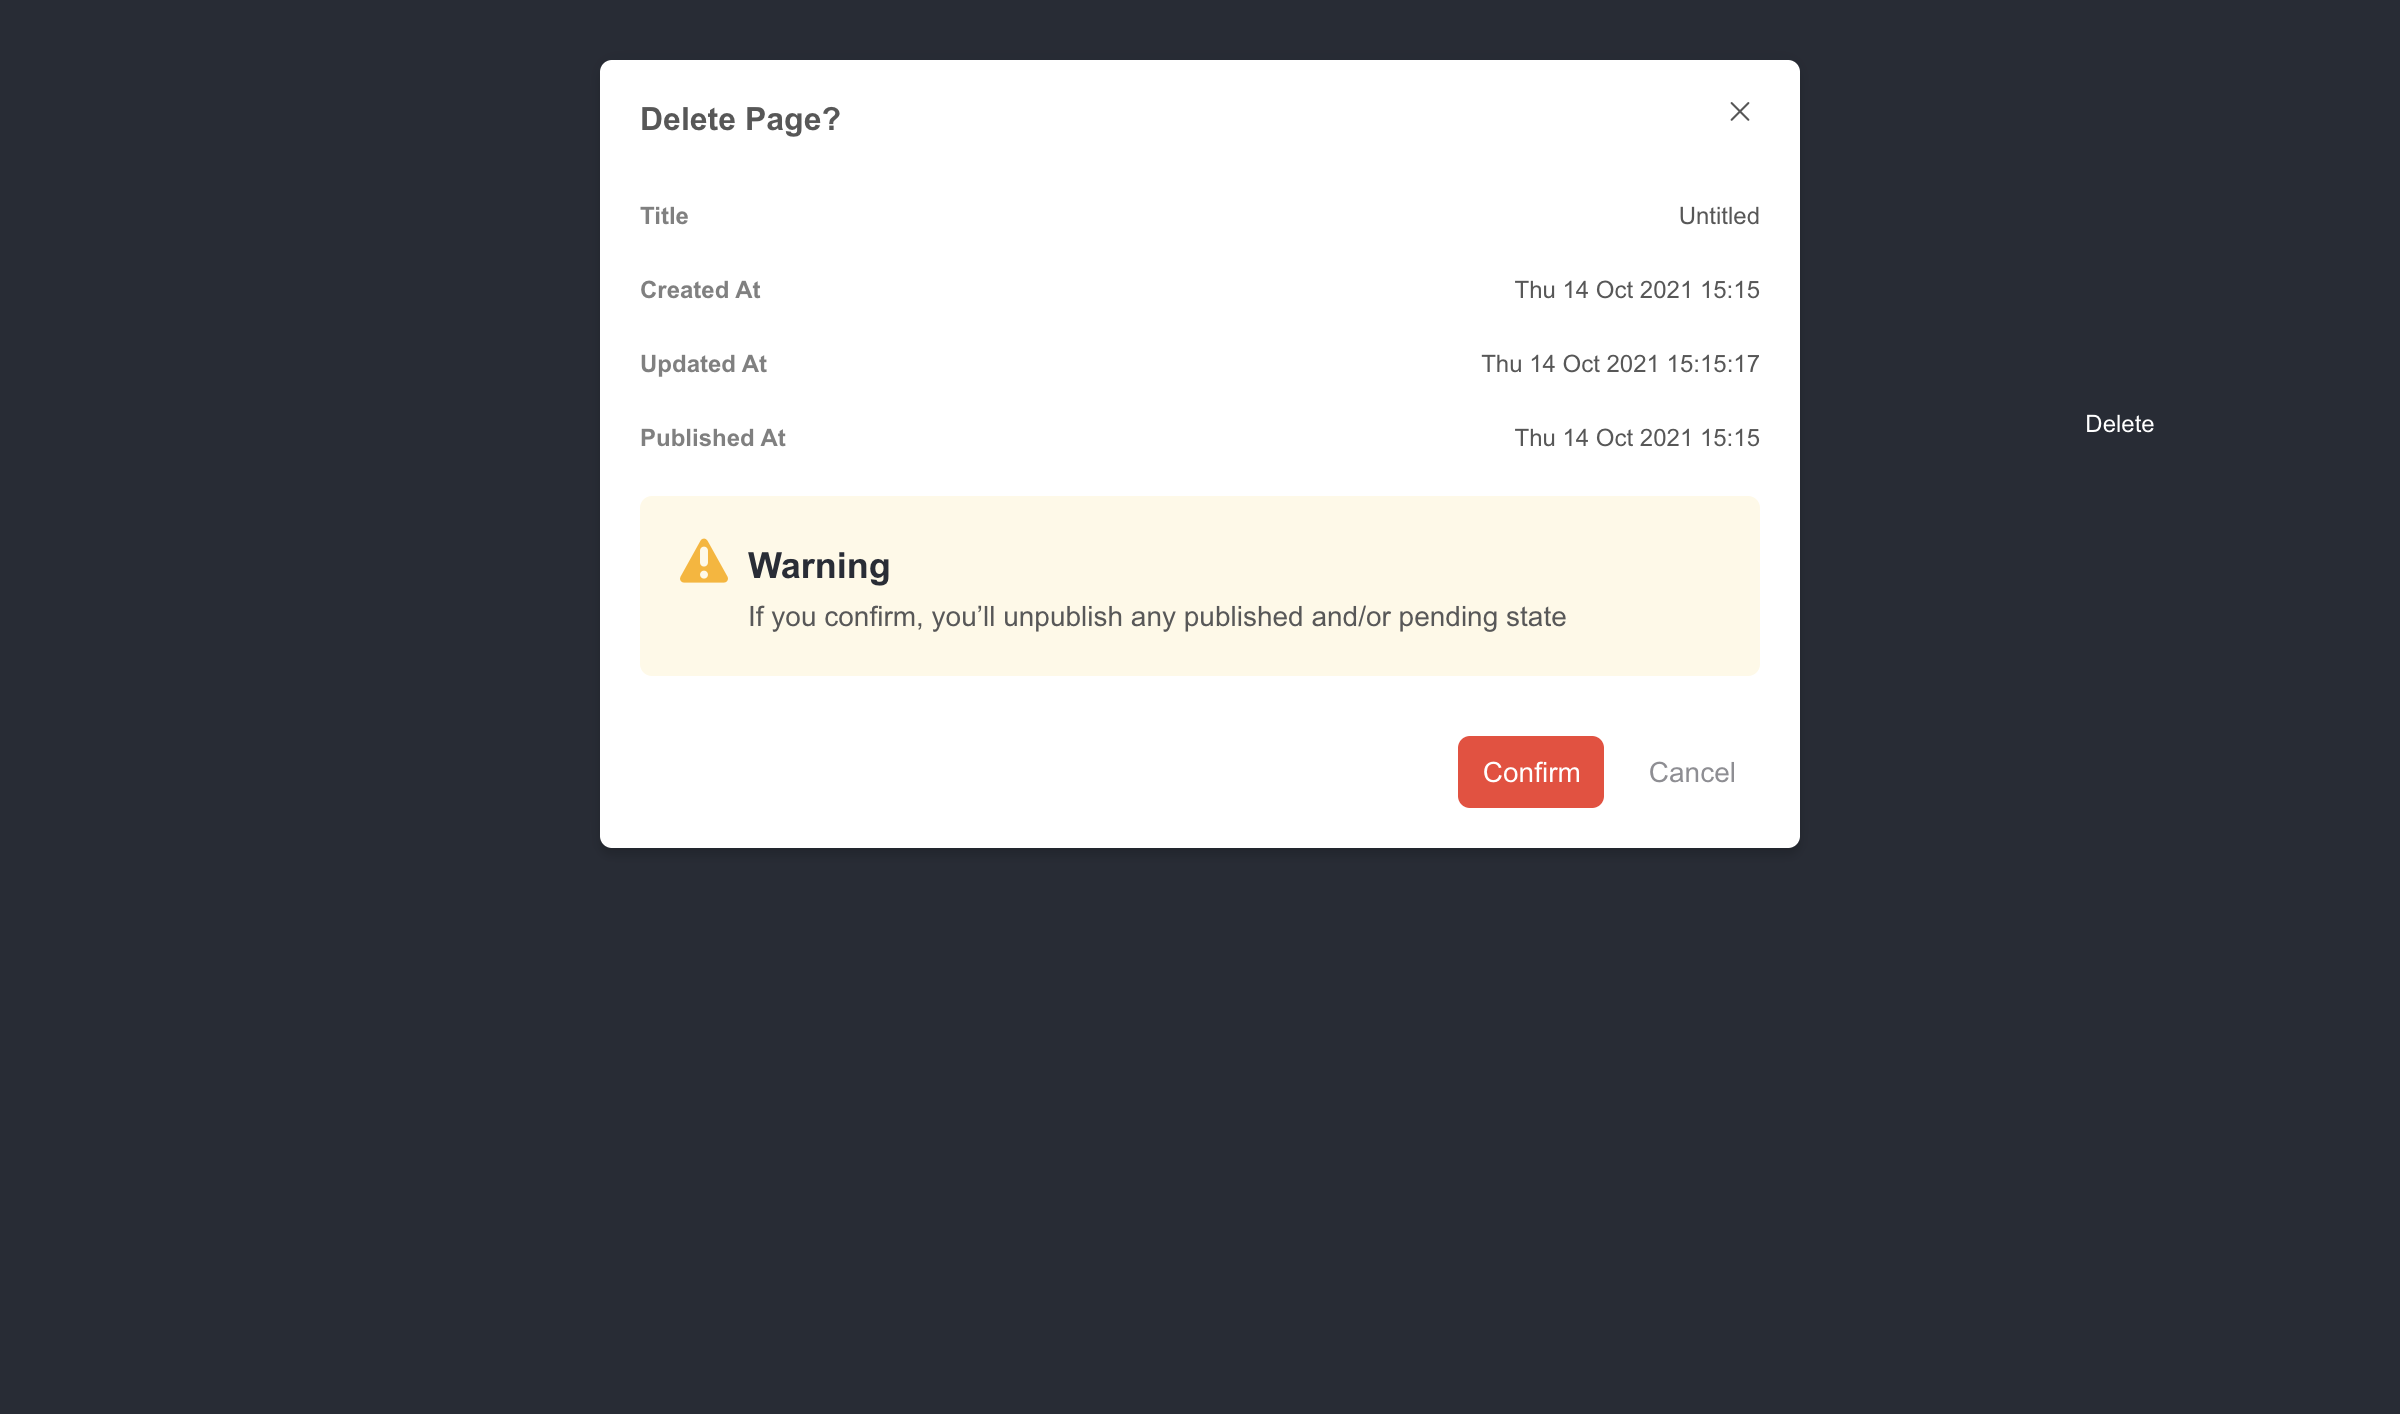 Delete Page?
Title Untitled
Created At Thu 14 Oct 2021 15:15
Updated At Thu 14 Oct 2021 15:15:17
Published At Thu 14 Oct 2021 15:15
Delete
Warning
If you confirm, you’ll unpublish any published and/or pending state
Confirm Cancel